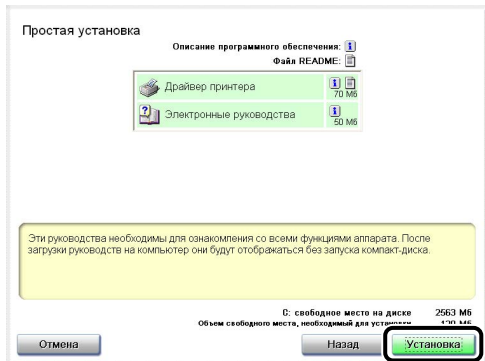 Простая установка
Описание программного обеспечения:
Файл README:
Драйвер принтера
70 Мб
Электронные руководства
50 Мб
Эти руководства необходимы для ознакомления со всеми функциями аппарата. После
загрузки руководств на компьютер они будут отображаться без запуска компакт-диска.
C: свободное место на диске 2563 Мб
Объем свободного места, необходимый для установки 120 Мб
Отмена
Назад
Установка